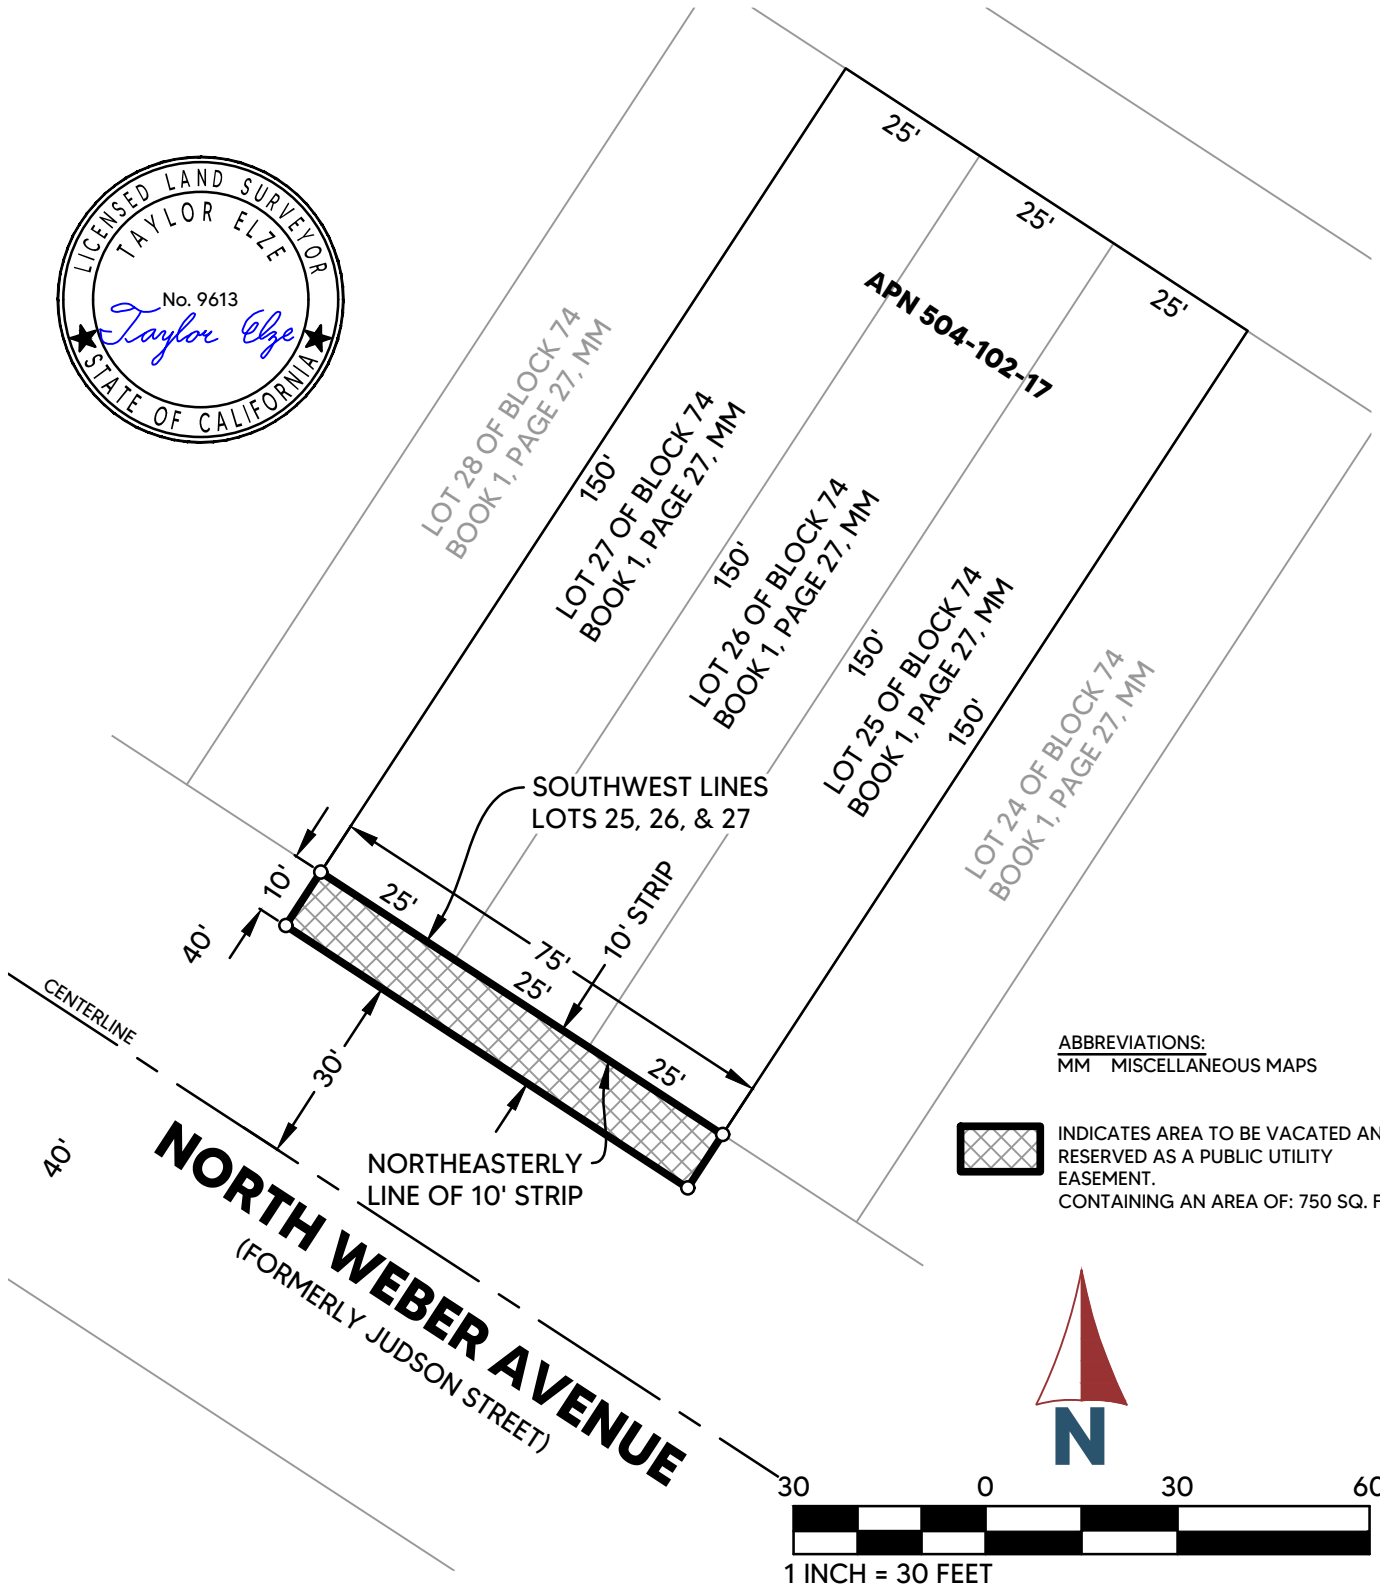 LICENSED LAND SURVEYOR
TAYLOR ELZE
No. 9613
Taylor Elze
STATE OF CALIFORNIA
25'
25'
25'
APN 504-102-17
LOT 28 OF BLOCK 74
BOOK 1, PAGE 27, MM
150'
LOT 27 OF BLOCK 74
BOOK 1, PAGE 27, MM
150'
LOT 26 OF BLOCK 74
BOOK 1, PAGE 27, MM
150'
LOT 25 OF BLOCK 74
BOOK 1, PAGE 27, MM
150'
LOT 24 OF BLOCK 74
BOOK 1, PAGE 27, MM
SOUTHWEST LINES
LOTS 25, 26, & 27
10'
25'
75'
10' STRIP
25'
25'
40'
CENTERLINE
30'
40'
NORTHEASTERLY
LINE OF 10' STRIP
NORTH WEBER AVENUE
(FORMERLY JUDSON STREET)
ABBREVIATIONS:
MM MISCELLANEOUS MAPS
INDICATES AREA TO BE VACATED AN
RESERVED AS A PUBLIC UTILITY
EASEMENT.
CONTAINING AN AREA OF: 750 SQ. F
N
30 0 30 60
1 INCH = 30 FEET